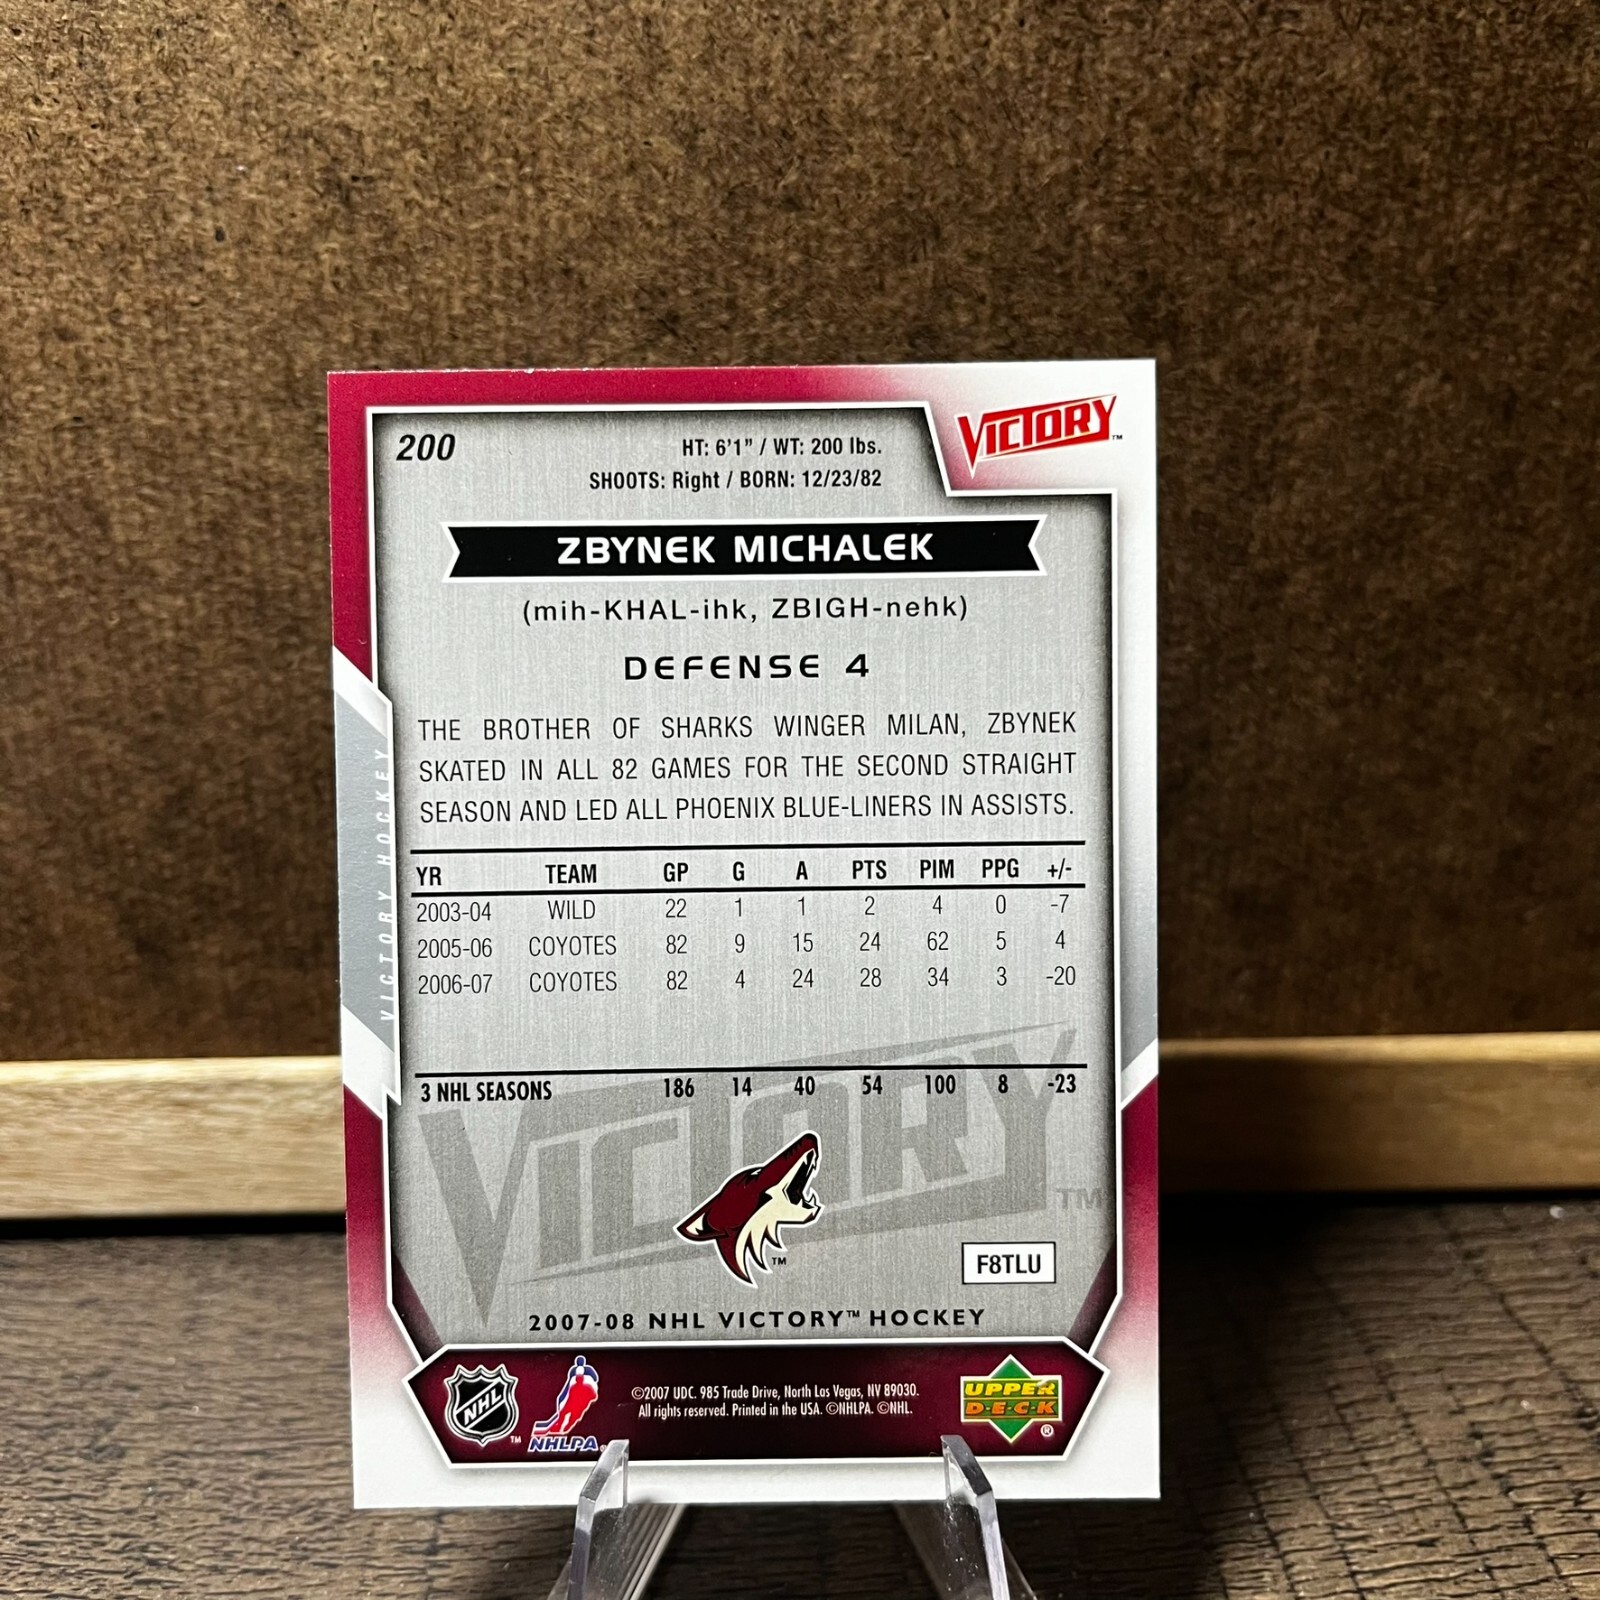 200
HT: 6'1" / WT: 200 lbs.
SHOOTS: Right / BORN: 12/23/82
VICTORY™
ZBYNEK MICHALEK
(mih-KHAL-ihk, ZBIGH-nehk)
DEFENSE 4
THE BROTHER OF SHARKS WINGER MILAN, ZBYNEK
SKATED IN ALL 82 GAMES FOR THE SECOND STRAIGHT
SEASON AND LED ALL PHOENIX BLUE-LINERS IN ASSISTS.
VICTORY HOCKEY
YR TEAM GP G A PTS PIM PPG +/-
2003-04 WILD 22 1 1 2 4 0 -7
2005-06 COYOTES 82 9 15 24 62 5 4
2006-07 COYOTES 82 4 24 28 34 3 -20
3 NHL SEASONS 186 14 40 54 100 8 -23
VICTORY™
™
F8TLU
2007-08 NHL VICTORY™ HOCKEY
NHL ™
NHLPA®
©2007 UDC. 985 Trade Drive, North Las Vegas, NV 89030.
All rights reserved. Printed in the USA. ©NHLPA. ©NHL.
UPPER
D·E·C·K ®